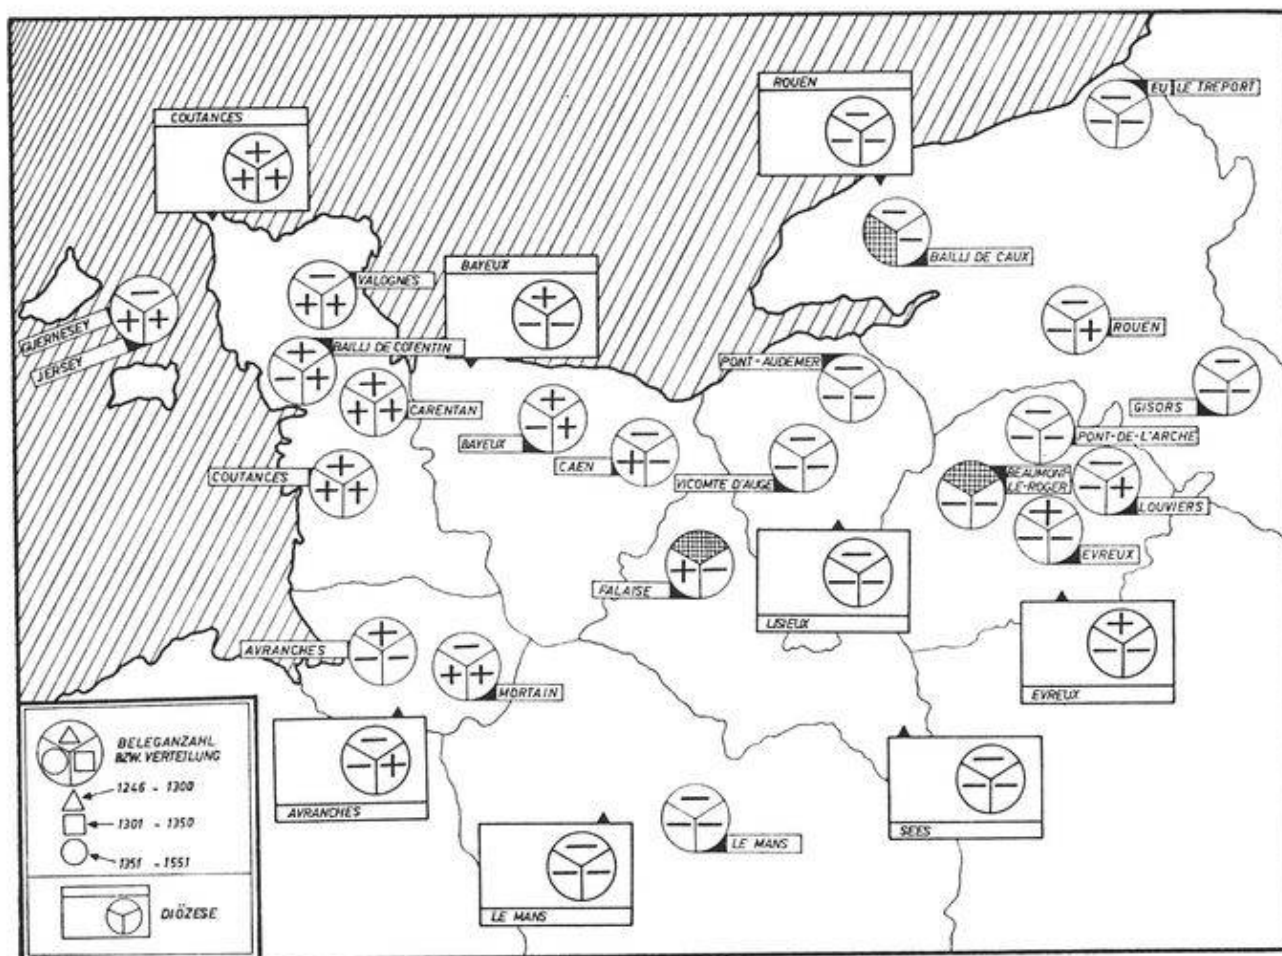 COUTANCES
ROUEN
EU LE TREPORT
BAILLI DE CAUX
BAYEUX
VALOGNES
GUERNESEY
JERSEY
BAILLI DE COTENTIN
CARENTAN
ROUEN
PONT-AUDEMER
GISORS
BAYEUX
CAEN
VICOMTE D'AUGE
PONT-DE-L'ARCHE
BEAUMONT-
LE-ROGER
LOUVIERS
COUTANCES
EVREUX
FALAISE
LISIEUX
AVRANCHES
MORTAIN
EVREUX
AVRANCHES
SEES
LE MANS
LE MANS
BELEGANZAHL
BZW. VERTEILUNG
1246 - 1300
1301 - 1350
1351 - 1551
DIÖZESE